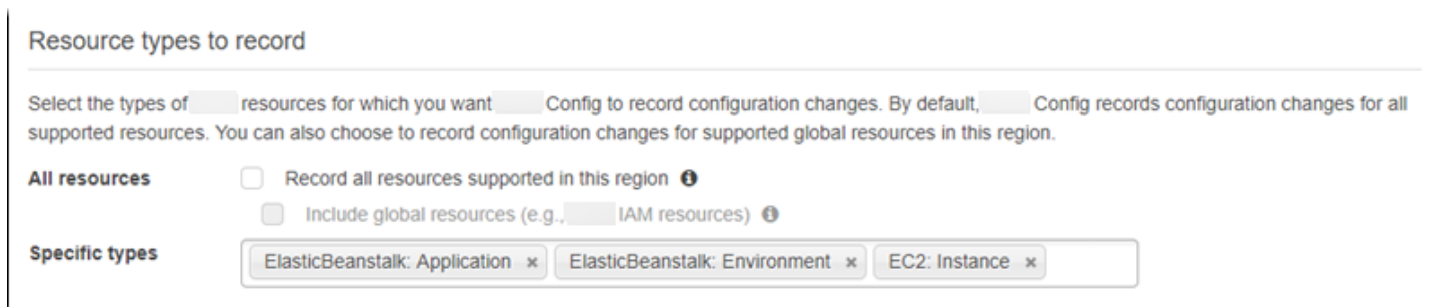 Resource types to record
Select the types of resources for which you want Config to record configuration changes. By default, Config records configuration changes for all
supported resources. You can also choose to record configuration changes for supported global resources in this region.
All resources Record all resources supported in this region
Include global resources (e.g., IAM resources)
Specific types ElasticBeanstalk: Application × ElasticBeanstalk: Environment × EC2: Instance ×